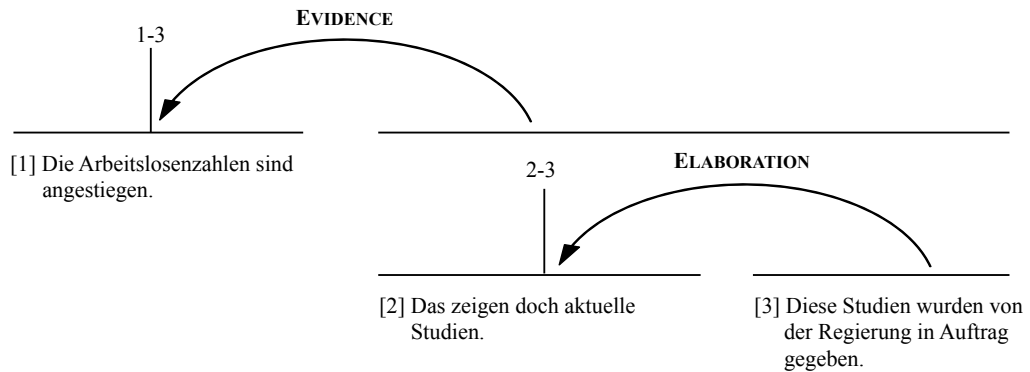 EVIDENCE
1-3
[1] Die Arbeitslosenzahlen sind
angestiegen.
ELABORATION
2-3
[2] Das zeigen doch aktuelle
Studien.
[3] Diese Studien wurden von
der Regierung in Auftrag
gegeben.